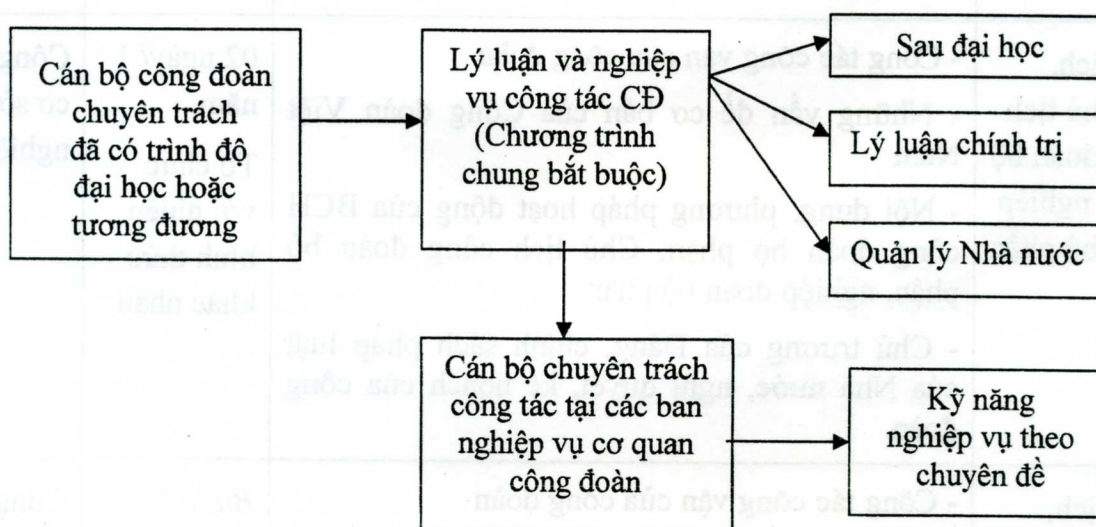 Cán bộ công đoàn
chuyên trách
đã có trình độ
đại học hoặc
tương đương
Lý luận và nghiệp
vụ công tác CĐ
(Chương trình
chung bắt buộc)
Sau đại học
Lý luận chính trị
Quản lý Nhà nước
Cán bộ chuyên trách
công tác tại các ban
nghiệp vụ cơ quan
công đoàn
Kỹ năng
nghiệp vụ theo
chuyên đề